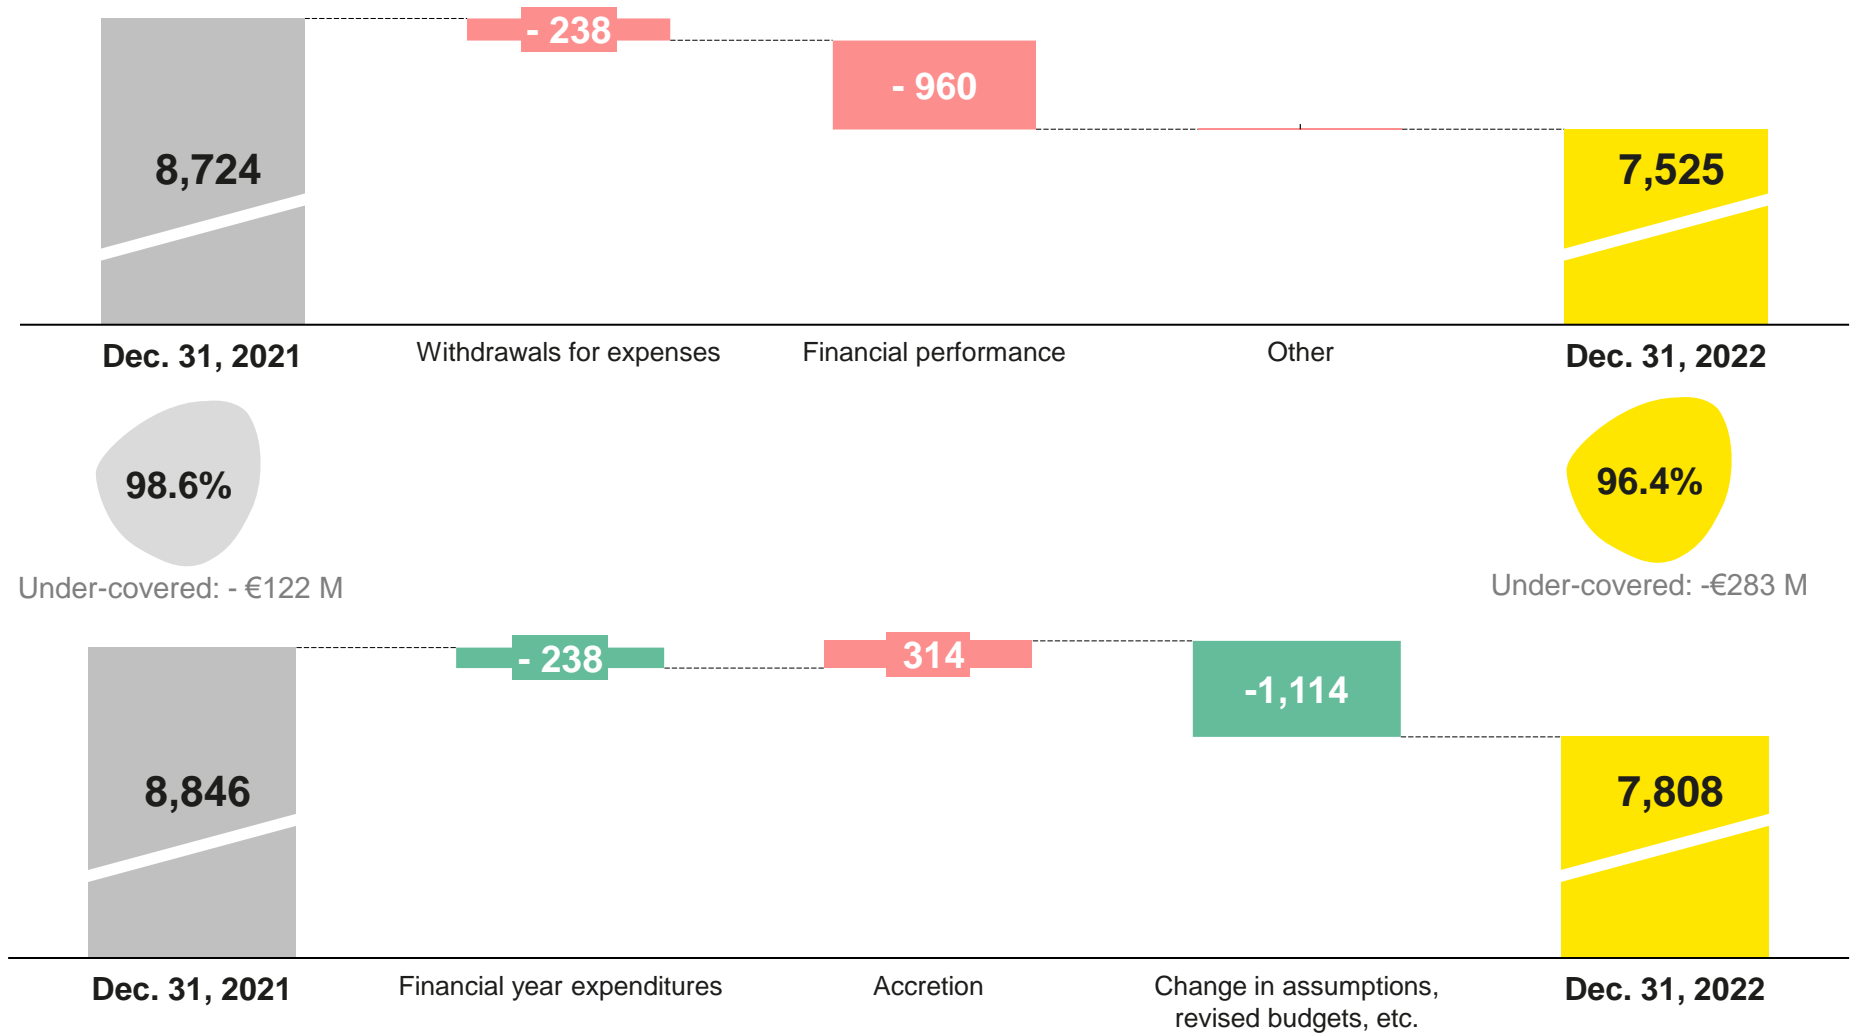 - 238
- 960
8,724
7,525
Dec. 31, 2021
Withdrawals for expenses
Financial performance
Other
Dec. 31, 2022
98.6%
96.4%
Under-covered: - €122 M
Under-covered: -€283 M
- 238
314
-1,114
8,846
7,808
Dec. 31, 2021
Financial year expenditures
Accretion
Change in assumptions,
revised budgets, etc.
Dec. 31, 2022